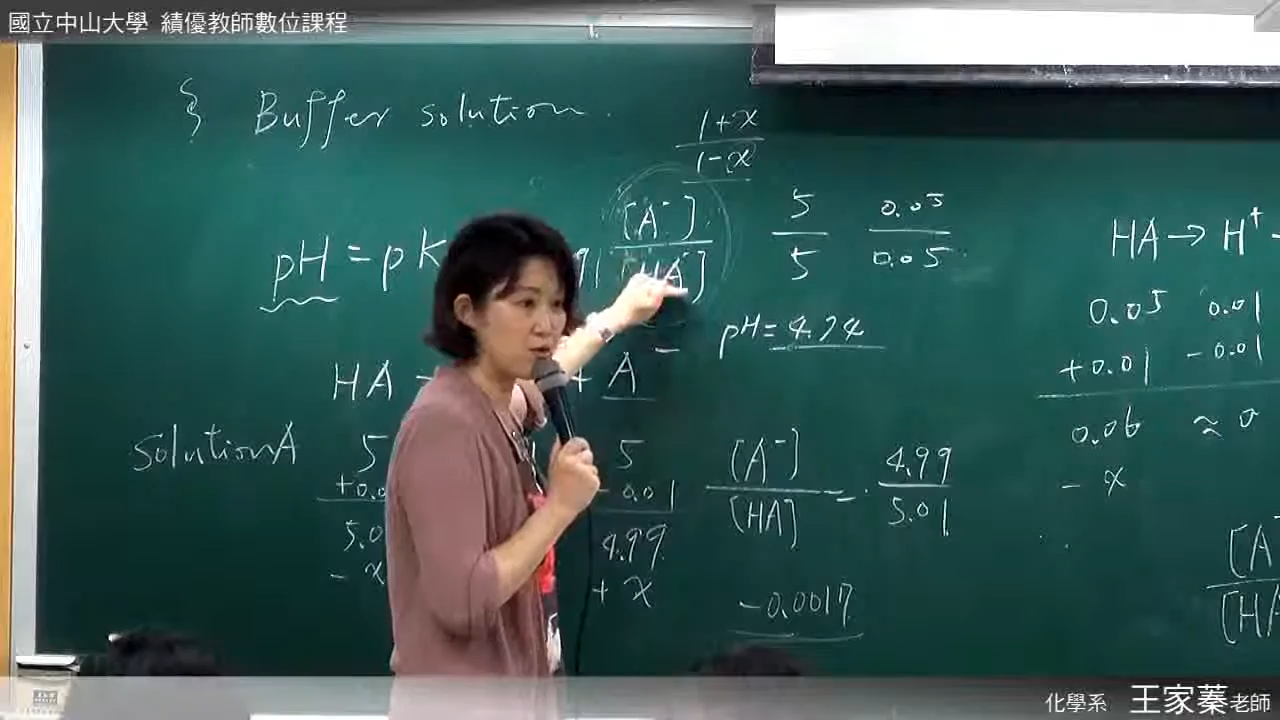 國立中山大學 績優教師數位課程
§ Buffer solution.
1+x
1-x
pH = pK
[A⁻]
[HA]
5
5
0.05
0.05
pH = 4.74
HA
+ A⁻
HA → H⁺
0.05 0.01
+0.01 -0.01
0.06 ≈ 0
- x
Solution A
5
+0.0
5.0
- x
5
- 0.01
4.99
+ x
[A⁻]
[HA]
=
4.99
5.01
-0.0017
[A
[HA
化學系 王家蓁老師